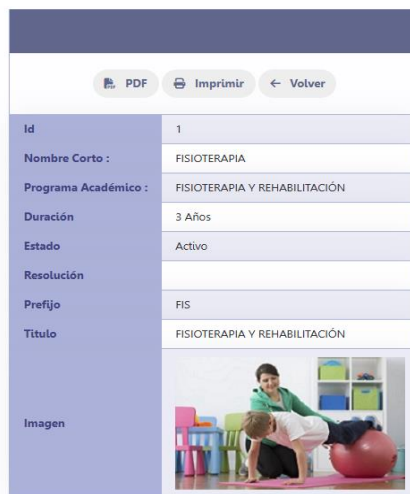 PDF Imprimir Volver
Id 1
Nombre Corto : FISIOTERAPIA
Programa Académico : FISIOTERAPIA Y REHABILITACIÓN
Duración 3 Años
Estado Activo
Resolución
Prefijo FIS
Titulo FISIOTERAPIA Y REHABILITACIÓN
Imagen